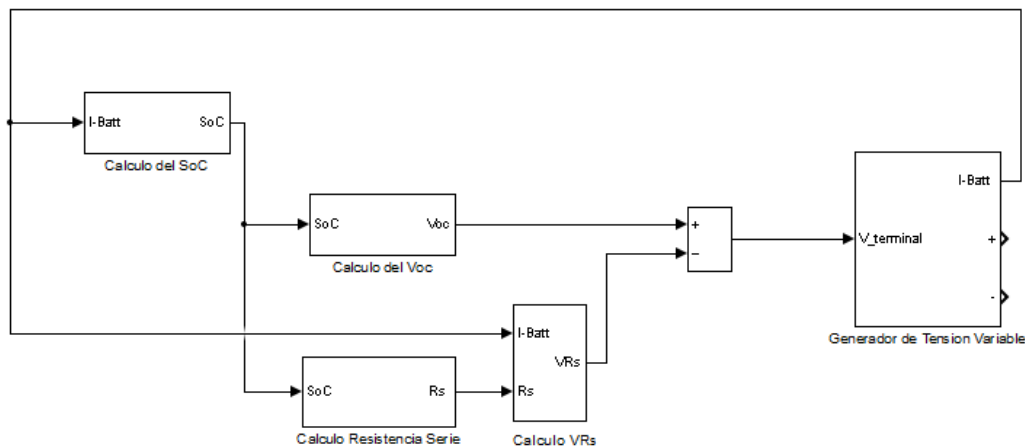 I-Batt SoC
Calculo del SoC
SoC Voc
Calculo del Voc
+
−
I-Batt
V_terminal
+
-
Generador de Tension Variable
I-Batt
VRs
Rs
Calculo VRs
SoC Rs
Calculo Resistencia Serie